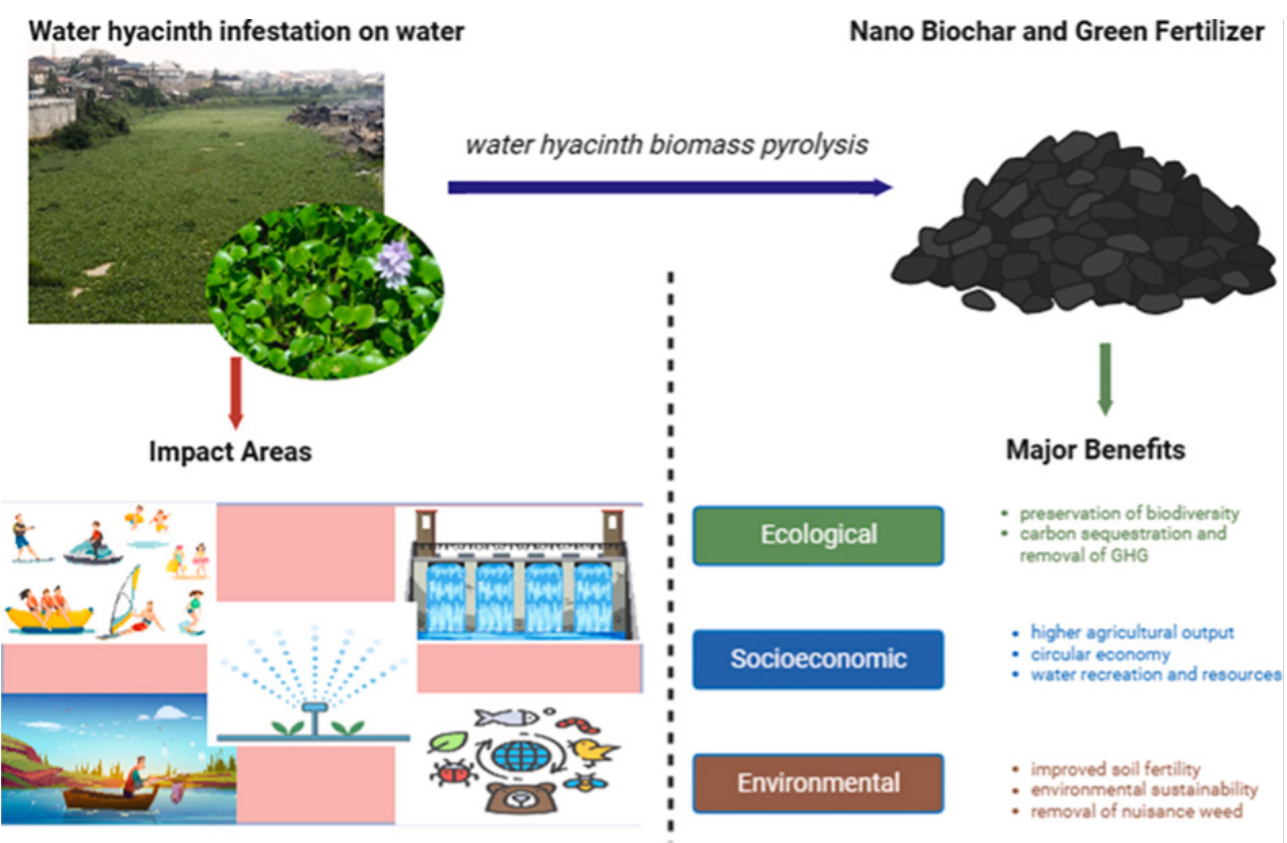 Water hyacinth infestation on water
Nano Biochar and Green Fertilizer
water hyacinth biomass pyrolysis
Impact Areas
Major Benefits
Ecological
• preservation of biodiversity
• carbon sequestration and
removal of GHG
Socioeconomic
• higher agricultural output
• circular economy
• water recreation and resources
Environmental
• improved soil fertility
• environmental sustainability
• removal of nuisance weed